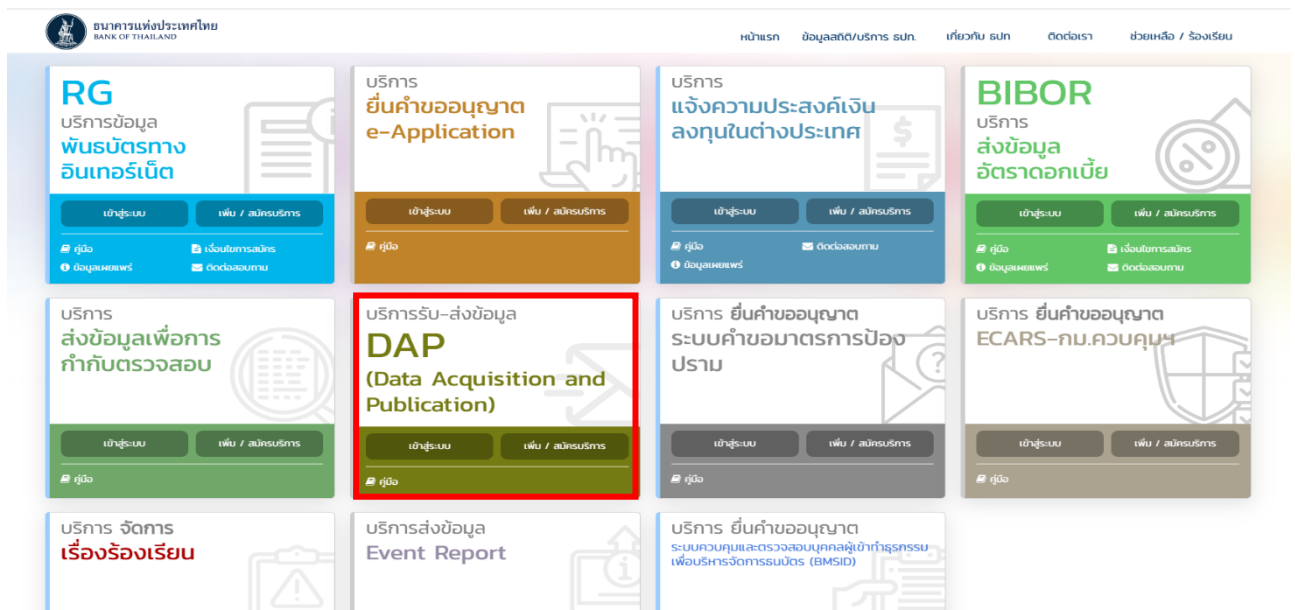 ธนาคารแห่งประเทศไทย
BANK OF THAILAND
หน้าแรก ข้อมูลสถิติ/บริการ ธปท. เกี่ยวกับ ธปท ติดต่อเรา ช่วยเหลือ / ร้องเรียน
RG
บริการข้อมูล
พันธบัตรทาง
อินเทอร์เน็ต
เข้าสู่ระบบ เพิ่ม / สมัครบริการ
คู่มือ เงื่อนไขการสมัคร
ข้อมูลเผยแพร่ ติดต่อสอบถาม
บริการ
ยื่นคำขออนุญาต
e-Application
เข้าสู่ระบบ เพิ่ม / สมัครบริการ
คู่มือ
บริการ
แจ้งความประสงค์เงิน
ลงทุนในต่างประเทศ
เข้าสู่ระบบ เพิ่ม / สมัครบริการ
คู่มือ ติดต่อสอบถาม
ข้อมูลเผยแพร่
BIBOR
บริการ
ส่งข้อมูล
อัตราดอกเบี้ย
เข้าสู่ระบบ เพิ่ม / สมัครบริการ
คู่มือ เงื่อนไขการสมัคร
ข้อมูลเผยแพร่ ติดต่อสอบถาม
บริการ
ส่งข้อมูลเพื่อการ
กำกับตรวจสอบ
เข้าสู่ระบบ เพิ่ม / สมัครบริการ
คู่มือ
บริการรับ-ส่งข้อมูล
DAP
(Data Acquisition and
Publication)
เข้าสู่ระบบ เพิ่ม / สมัครบริการ
คู่มือ
บริการ ยื่นคำขออนุญาต
ระบบคำขอมาตรการป้อง
ปราม
เข้าสู่ระบบ เพิ่ม / สมัครบริการ
คู่มือ
บริการ ยื่นคำขออนุญาต
ECARS-กม.ควบคุมฯ
เข้าสู่ระบบ เพิ่ม / สมัครบริการ
คู่มือ
บริการ จัดการ
เรื่องร้องเรียน
บริการส่งข้อมูล
Event Report
บริการ ยื่นคำขออนุญาต
ระบบควบคุมและตรวจสอบบุคคลผู้เข้าทำธุรกรรม
เพื่อบริหารจัดการธนบัตร (BMSID)